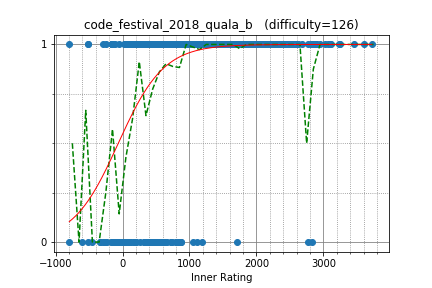 code_festival_2018_quala_b (difficulty=126)
1
0
−1000 0 1000 2000 3000
Inner Rating